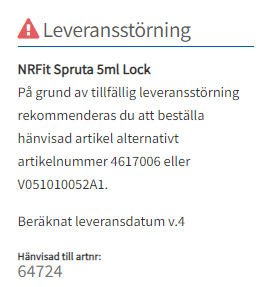 Leveransstörning
NRFit Spruta 5ml Lock
På grund av tillfällig leveransstörning
rekommenderas du att beställa
hänvisad artikel alternativt
artikelnummer 4617006 eller
V051010052A1.
Beräknat leveransdatum v.4
Hänvisad till artnr:
64724